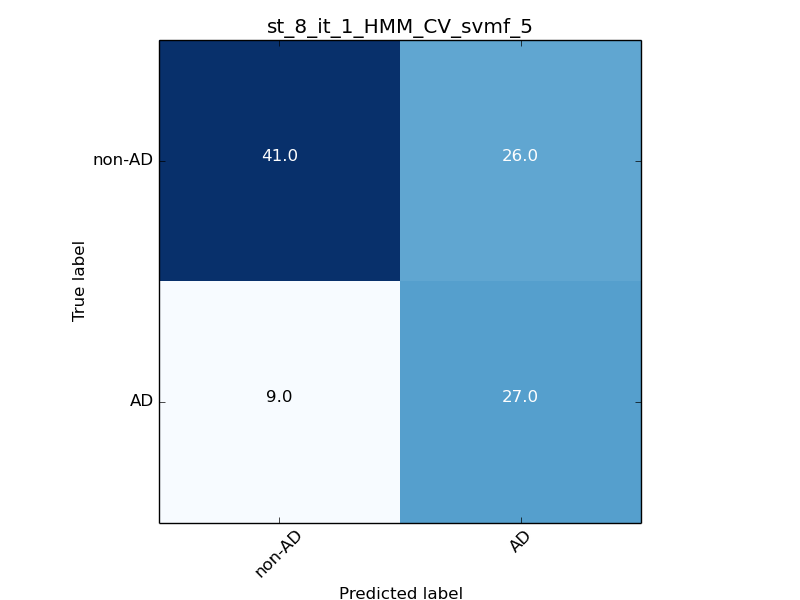 st_8_it_1_HMM_CV_svmf_5
non-AD
41.0
26.0
True label
AD
9.0
27.0
non-AD
AD
Predicted label